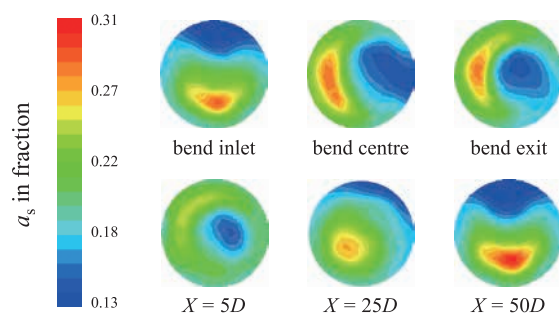 0.31
0.27
0.22
0.18
0.13
a_s in fraction
bend inlet
bend centre
bend exit
X = 5D
X = 25D
X = 50D